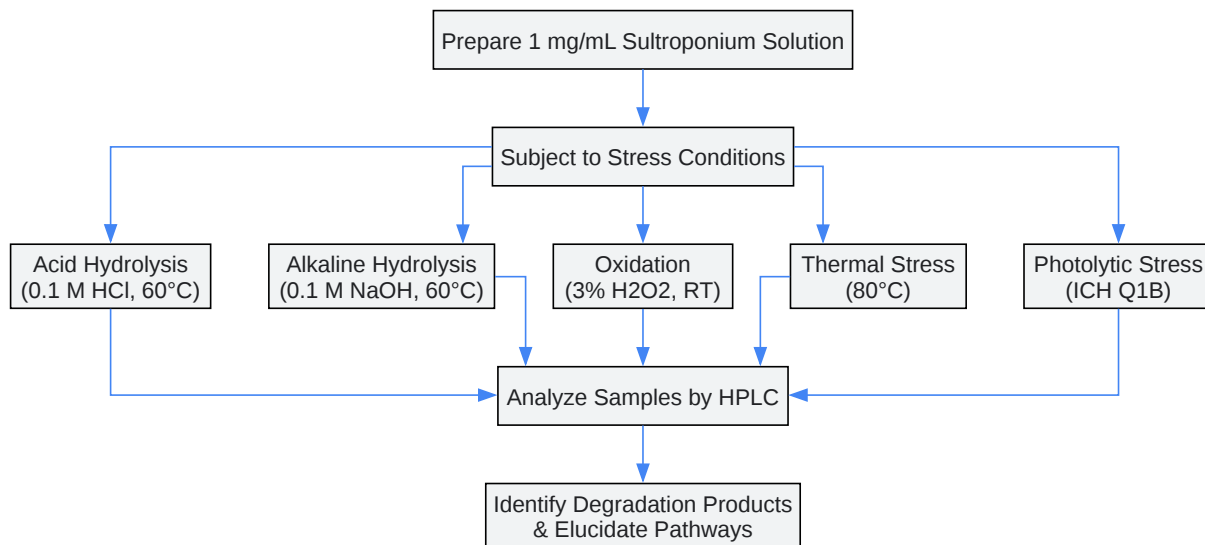 Prepare 1 mg/mL Sultroponium Solution
Subject to Stress Conditions
Acid Hydrolysis
(0.1 M HCl, 60°C)
Alkaline Hydrolysis
(0.1 M NaOH, 60°C)
Oxidation
(3% H2O2, RT)
Thermal Stress
(80°C)
Photolytic Stress
(ICH Q1B)
Analyze Samples by HPLC
Identify Degradation Products
& Elucidate Pathways